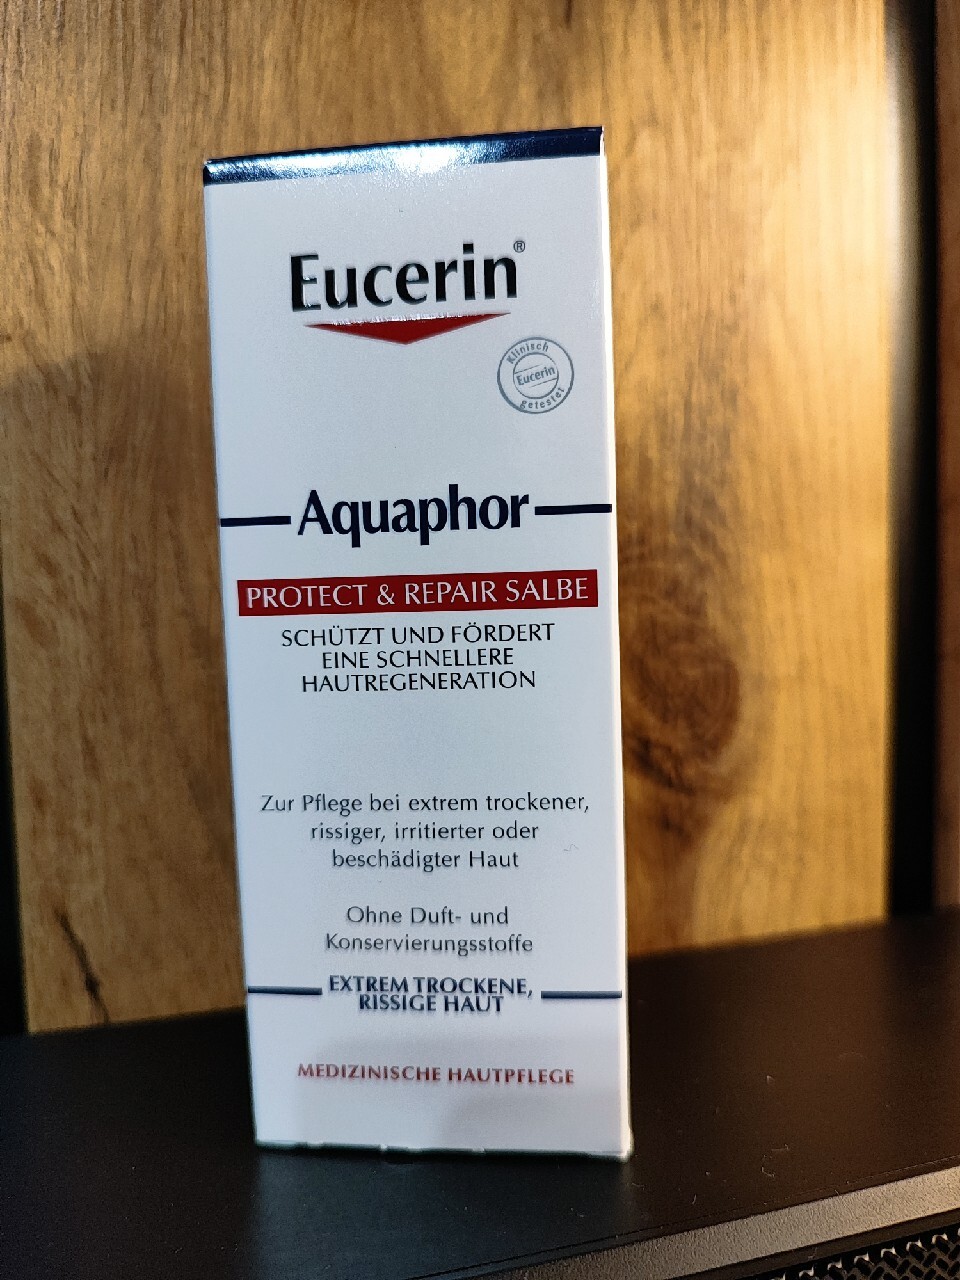 Eucerin®
Klinisch
Eucerin
getestet
Aquaphor
PROTECT & REPAIR SALBE
SCHÜTZT UND FÖRDERT
EINE SCHNELLERE
HAUTREGENERATION
Zur Pflege bei extrem trockener,
rissiger, irritierter oder
beschädigter Haut
Ohne Duft- und
Konservierungsstoffe
EXTREM TROCKENE,
RISSIGE HAUT
MEDIZINISCHE HAUTPFLEGE